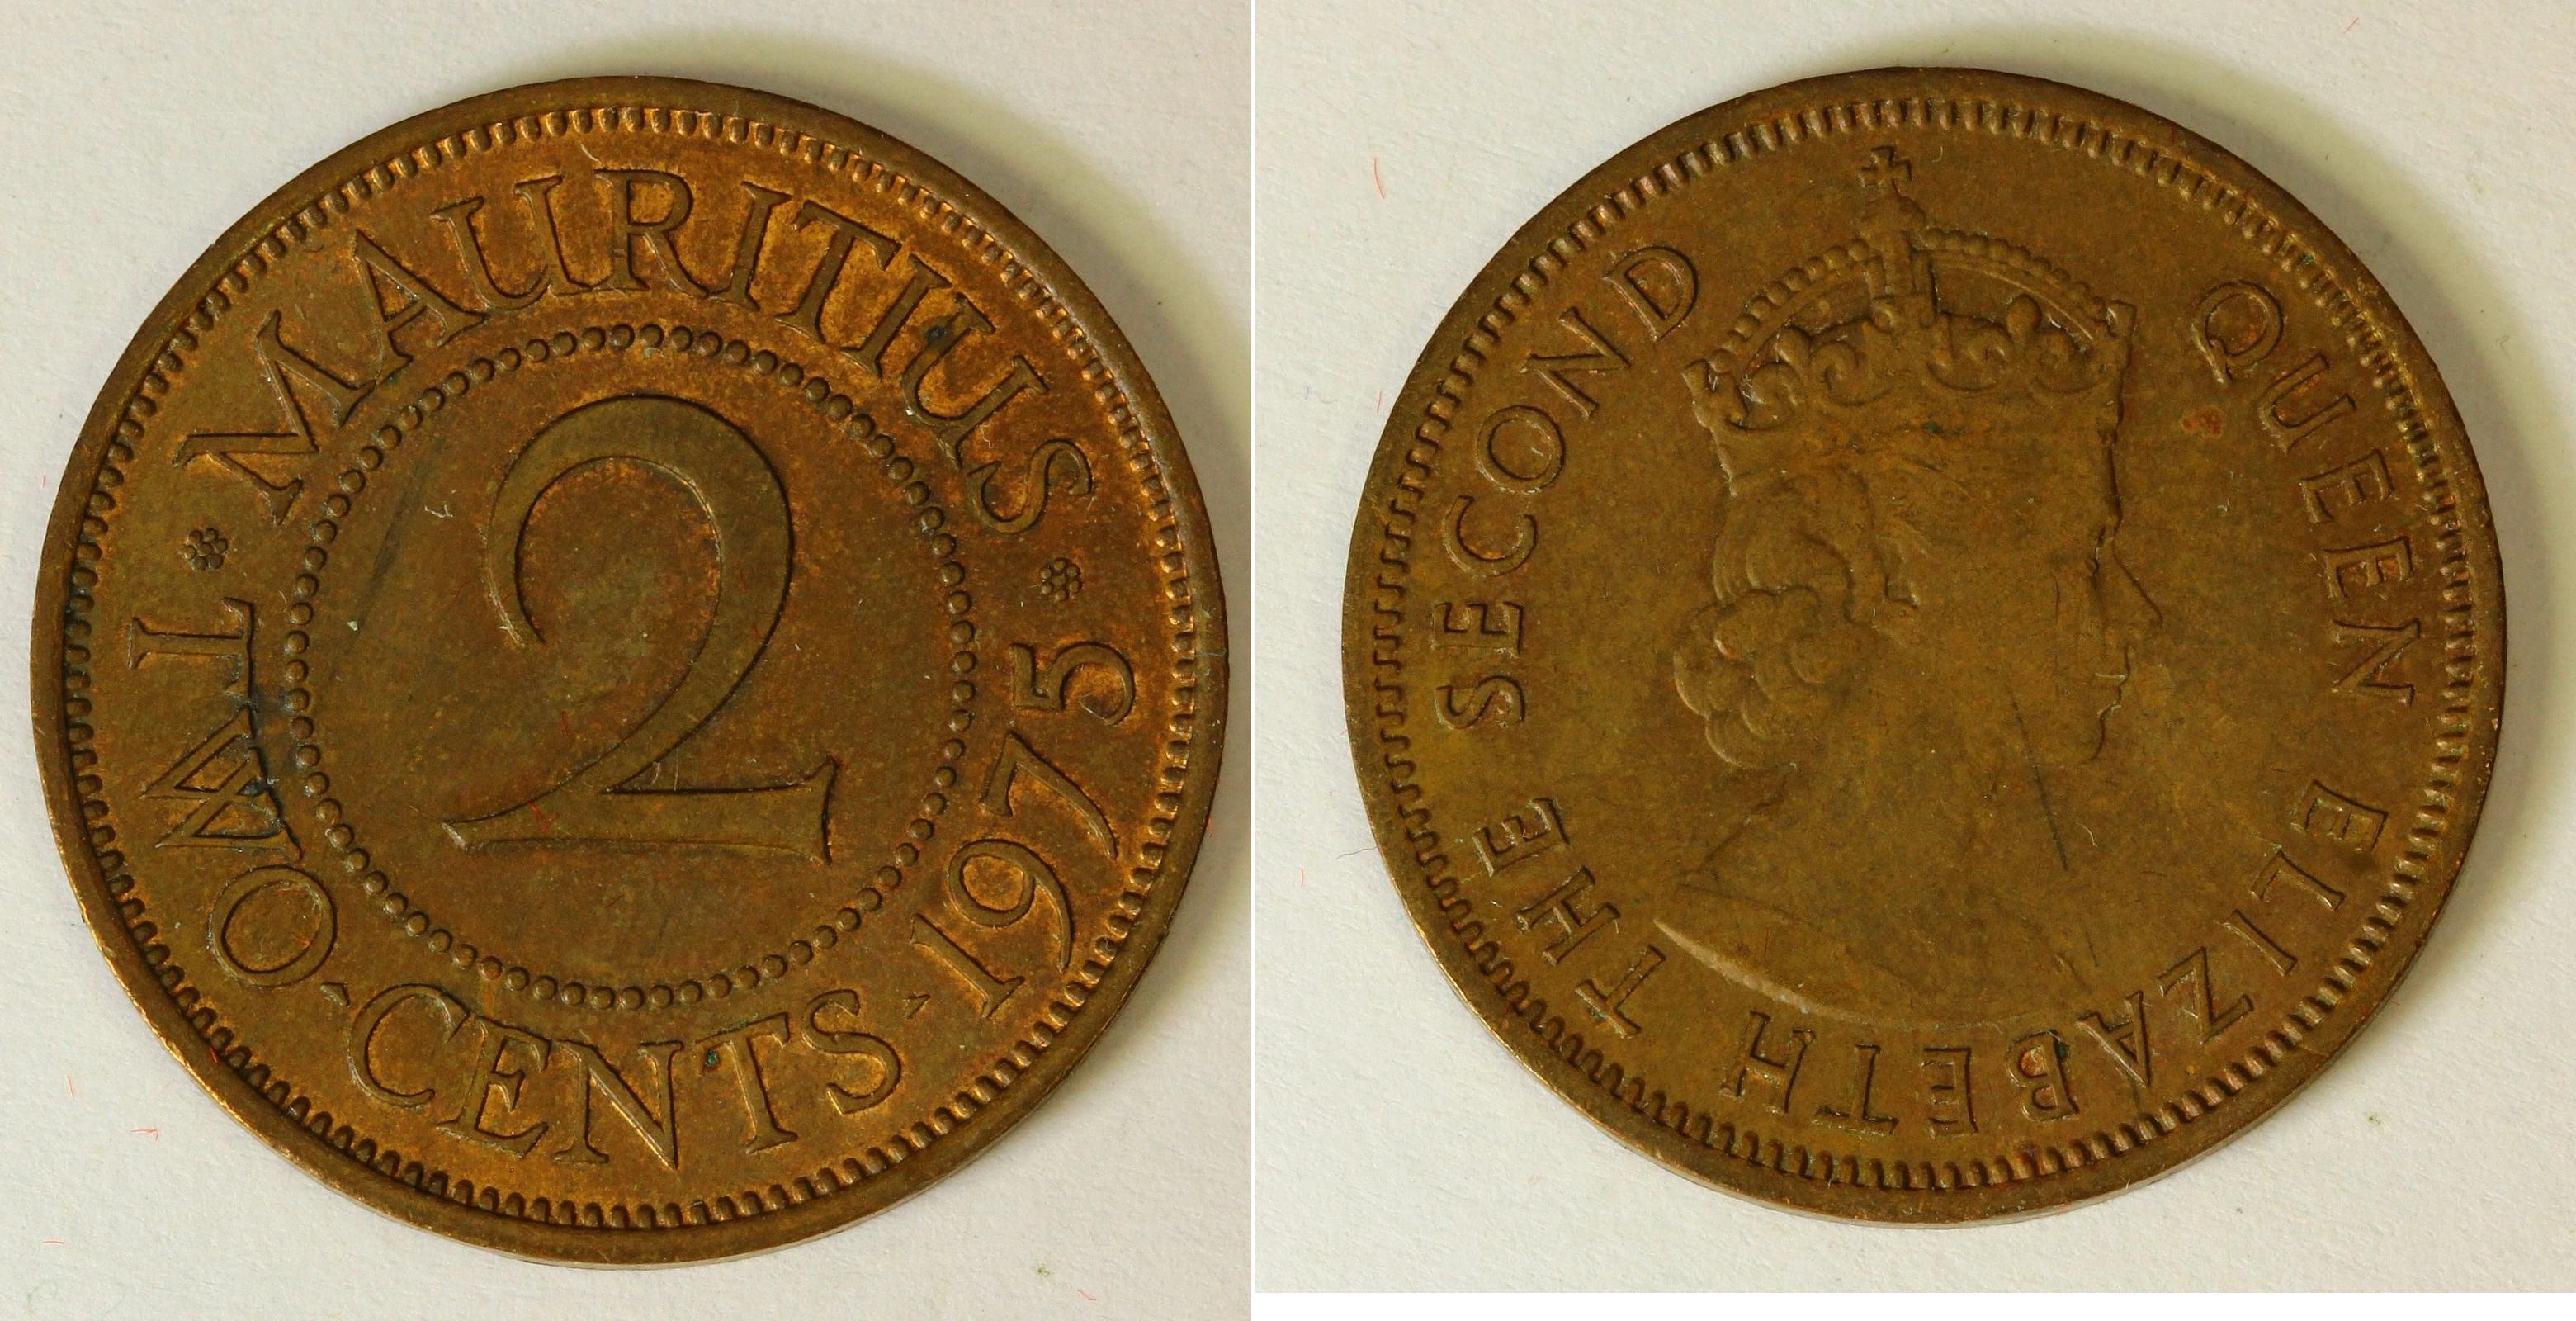 MAURITIUS
2
TWO-CENTS-1975
QUEEN ELIZABETH THE SECOND